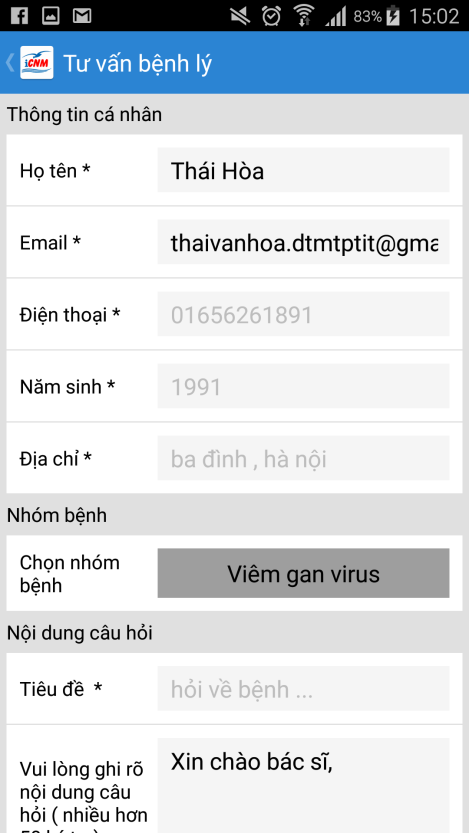 83% 15:02
iCNM Tư vấn bệnh lý
Thông tin cá nhân
Họ tên * Thái Hòa
Email * thaivanhoa.dtmtptit@gma
Điện thoại * 01656261891
Năm sinh * 1991
Địa chỉ * ba đình , hà nội
Nhóm bệnh
Chọn nhóm
bệnh
Viêm gan virus
Nội dung câu hỏi
Tiêu đề * hỏi về bệnh ...
Xin chào bác sĩ,
Vui lòng ghi rõ
nội dung câu
hỏi ( nhiều hơn